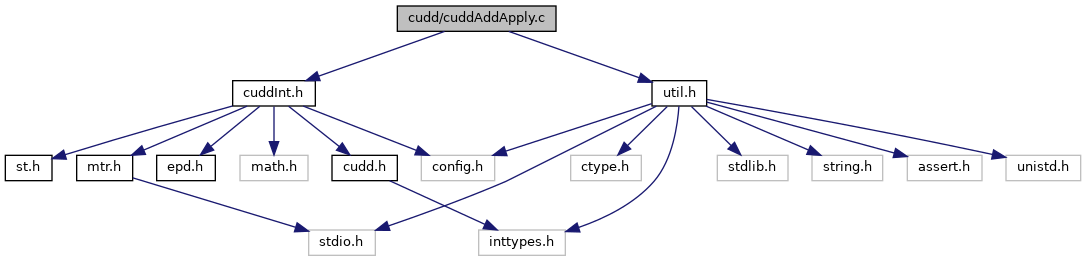 cudd/cuddAddApply.c
cuddInt.h
util.h
st.h
mtr.h
epd.h
math.h
cudd.h
config.h
ctype.h
stdlib.h
string.h
assert.h
unistd.h
stdio.h
inttypes.h